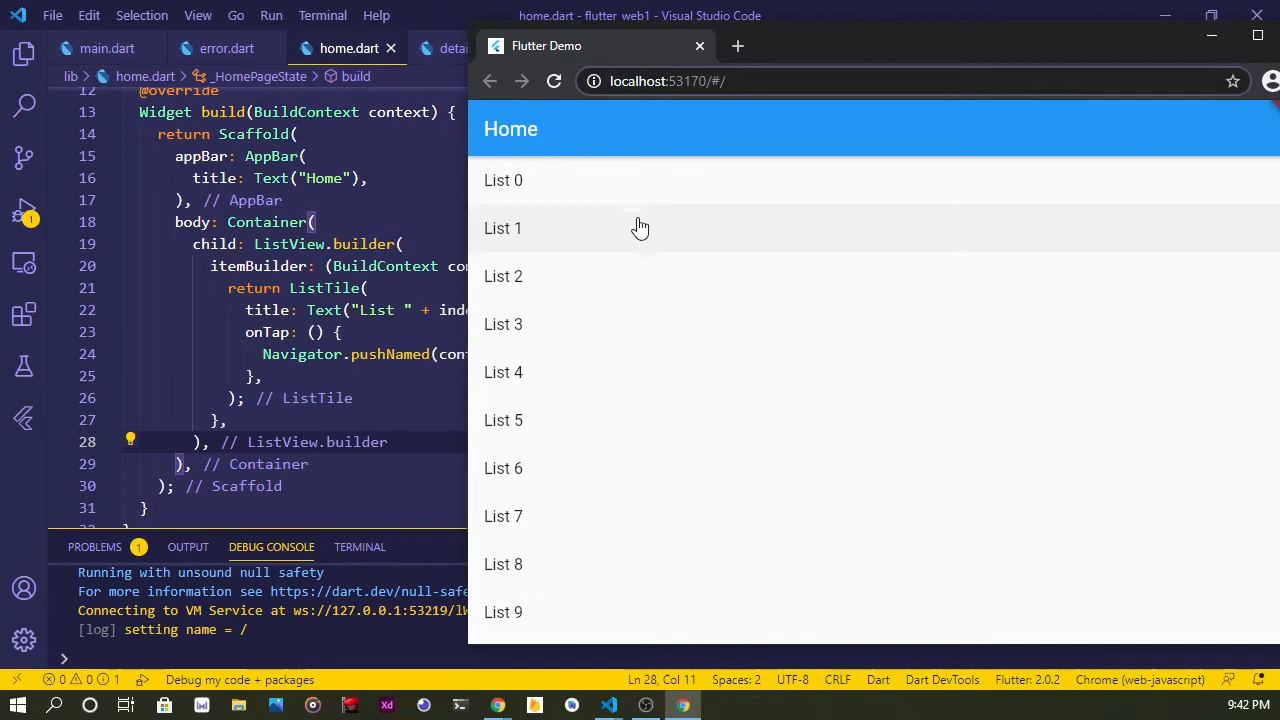 File Edit Selection View Go Run Terminal Help
home.dart - flutter web1 - Visual Studio Code
main.dart error.dart home.dart
lib > home.dart > _HomePageState > build
12 @override
13 Widget build(BuildContext context) {
14 return Scaffold(
15 appBar: AppBar(
16 title: Text("Home"),
17 ), // AppBar
18 body: Container(
19 child: ListView.builder(
20 itemBuilder: (BuildContext
21 return ListTile(
22 title: Text("List " +
23 onTap: () {
24 Navigator.pushNamed(
25 },
26 ); // ListTile
27 },
28 ), // ListView.builder
29 ), // Container
30 ); // Scaffold
31 }
PROBLEMS 1 OUTPUT DEBUG CONSOLE TERMINAL
Running with unsound null safety
For more information see https://dart.dev/null-safe
Connecting to VM Service at ws://127.0.0.1:53219/
[log] setting name = /
>
0 0 1 Debug my code + packages Ln 28, Col 11 Spaces: 2 UTF-8 CRLF Dart Dart DevTools Flutter: 2.0.2 Chrome (web-javascript)
9:42 PM
1
Xd
Flutter Demo
localhost:53170/#/
Home
List 0
List 1
List 2
List 3
List 4
List 5
List 6
List 7
List 8
List 9